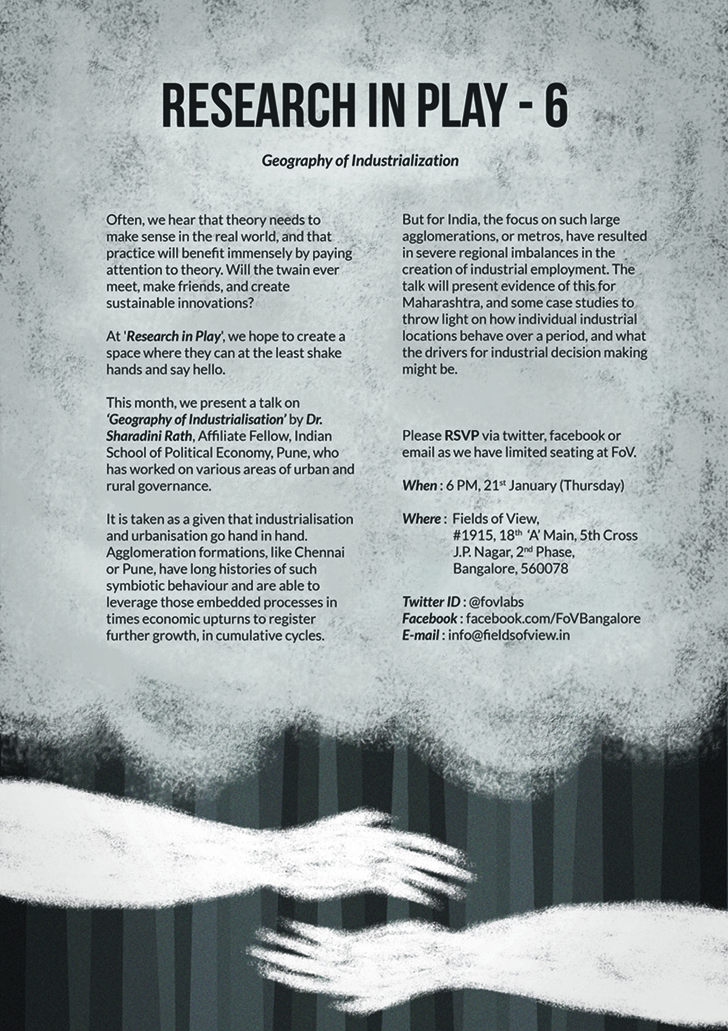 RESEARCH IN PLAY - 6
Geography of Industrialization
Often, we hear that theory needs to
make sense in the real world, and that
practice will benefit immensely by paying
attention to theory. Will the twain ever
meet, make friends, and create
sustainable innovations?
At 'Research in Play', we hope to create a
space where they can at the least shake
hands and say hello.
This month, we present a talk on
‘Geography of Industrialisation’ by Dr.
Sharadini Rath, Affiliate Fellow, Indian
School of Political Economy, Pune, who
has worked on various areas of urban and
rural governance.
It is taken as a given that industrialisation
and urbanisation go hand in hand.
Agglomeration formations, like Chennai
or Pune, have long histories of such
symbiotic behaviour and are able to
leverage those embedded processes in
times economic upturns to register
further growth, in cumulative cycles.
But for India, the focus on such large
agglomerations, or metros, have resulted
in severe regional imbalances in the
creation of industrial employment. The
talk will present evidence of this for
Maharashtra, and some case studies to
throw light on how individual industrial
locations behave over a period, and what
the drivers for industrial decision making
might be.
Please RSVP via twitter, facebook or
email as we have limited seating at FoV.
When : 6 PM, 21st January (Thursday)
Where : Fields of View,
#1915, 18th ‘A’ Main, 5th Cross
J.P. Nagar, 2nd Phase,
Bangalore, 560078
Twitter ID : @fovlabs
Facebook : facebook.com/FoVBangalore
E-mail : info@fieldsofview.in